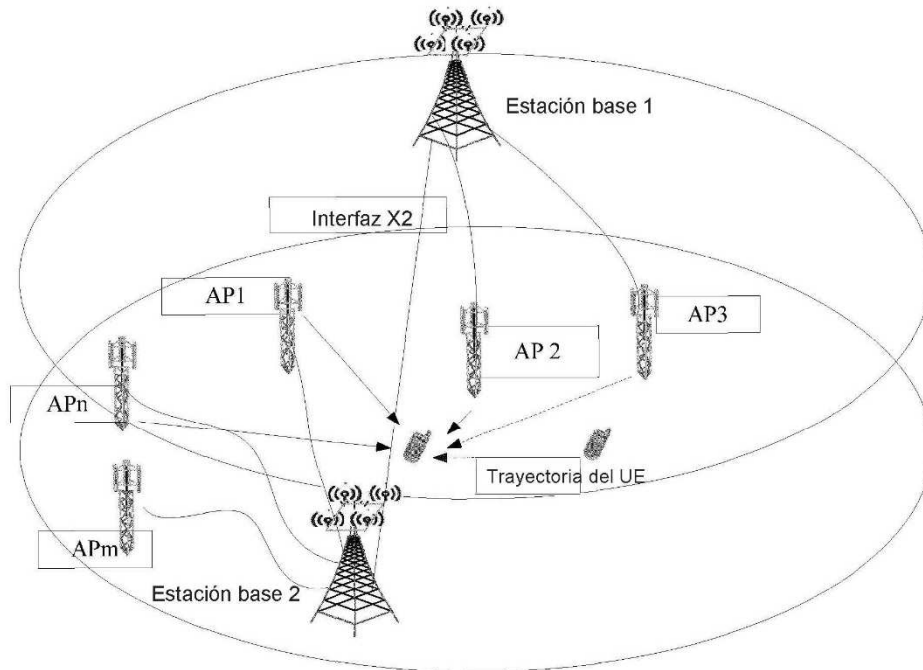 Estación base 1
Interfaz X2
AP1
AP3
AP 2
APn
Trayectoria del UE
APm
Estación base 2